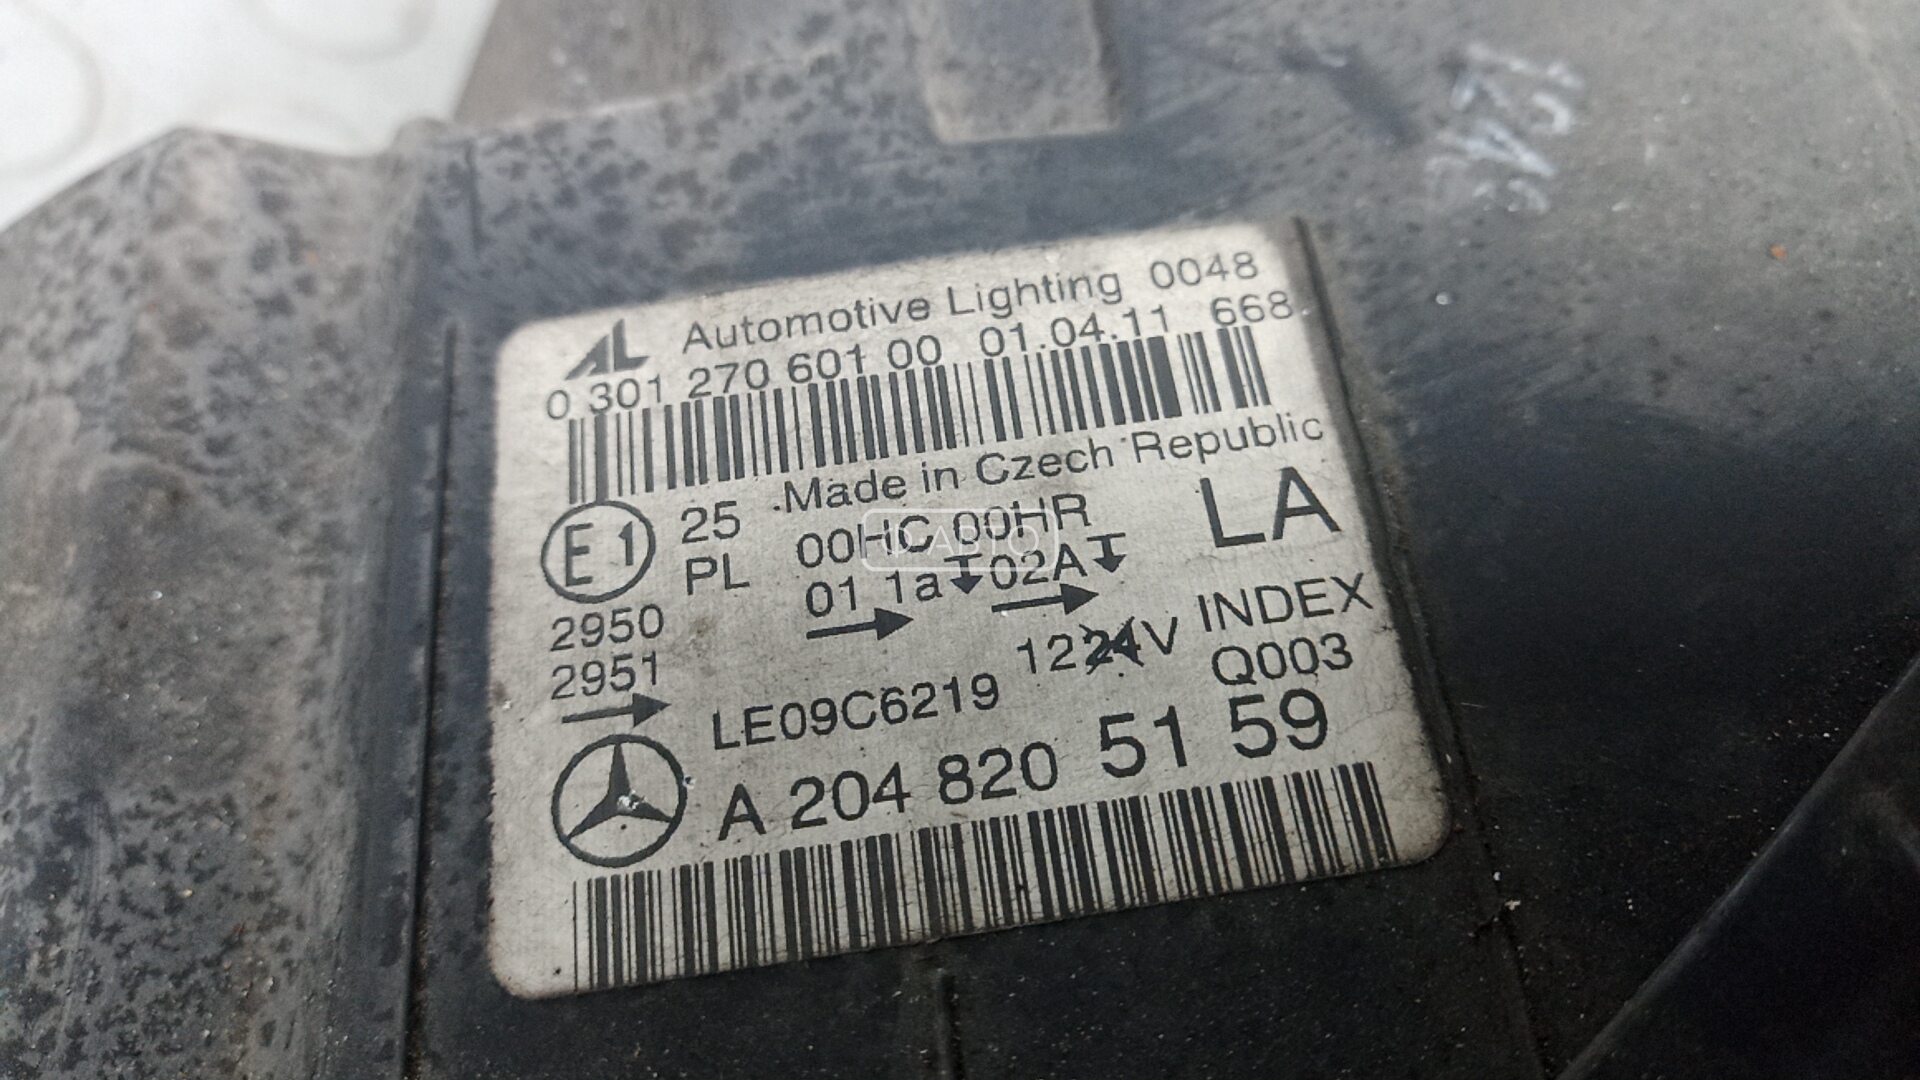 AL Automotive Lighting 0048
0 301 270 601 00 01.04.11 668
Made in Czech Republic
E1 25 00HC 00HR LA
PL 01 1a 02A
2950
2951
1224V INDEX
LE09C6219 Q003
A 204 820 51 59